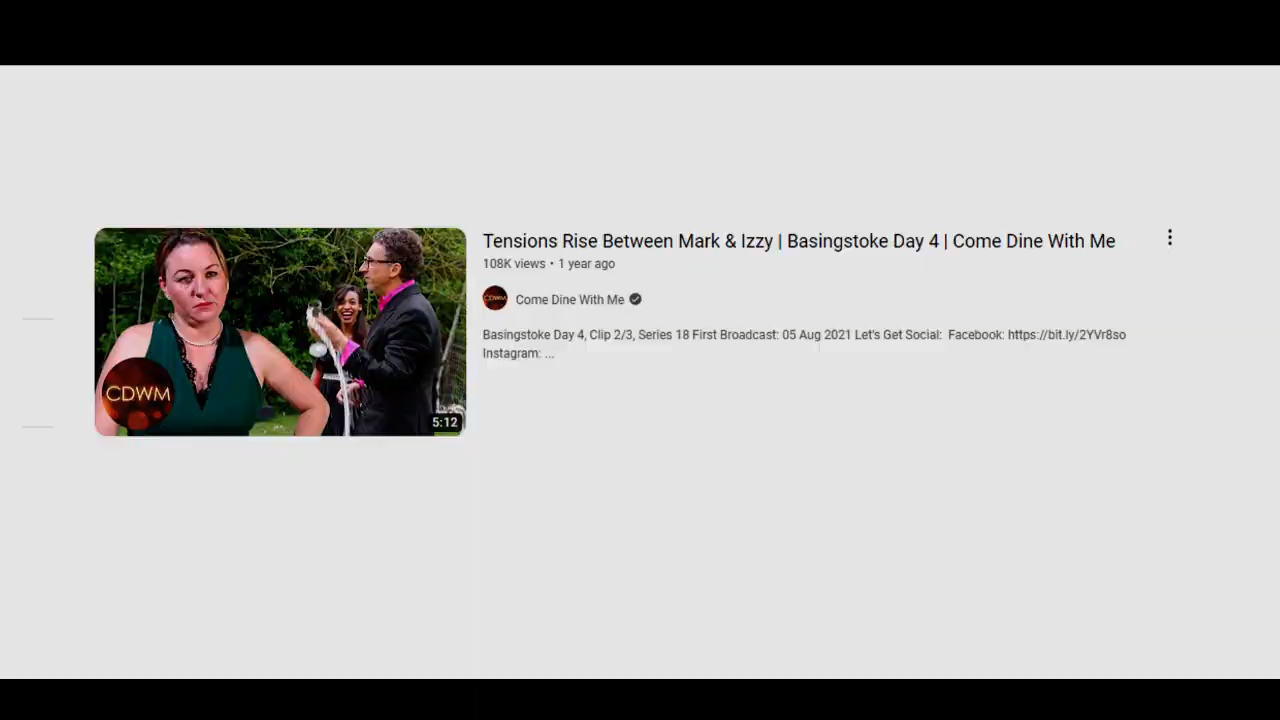 Tensions Rise Between Mark & Izzy | Basingstoke Day 4 | Come Dine With Me
108K views • 1 year ago
CDWM Come Dine With Me
Basingstoke Day 4, Clip 2/3, Series 18 First Broadcast: 05 Aug 2021 Let's Get Social: Facebook: https://bit.ly/2YVr8so
Instagram: ...
CDWM
5:12